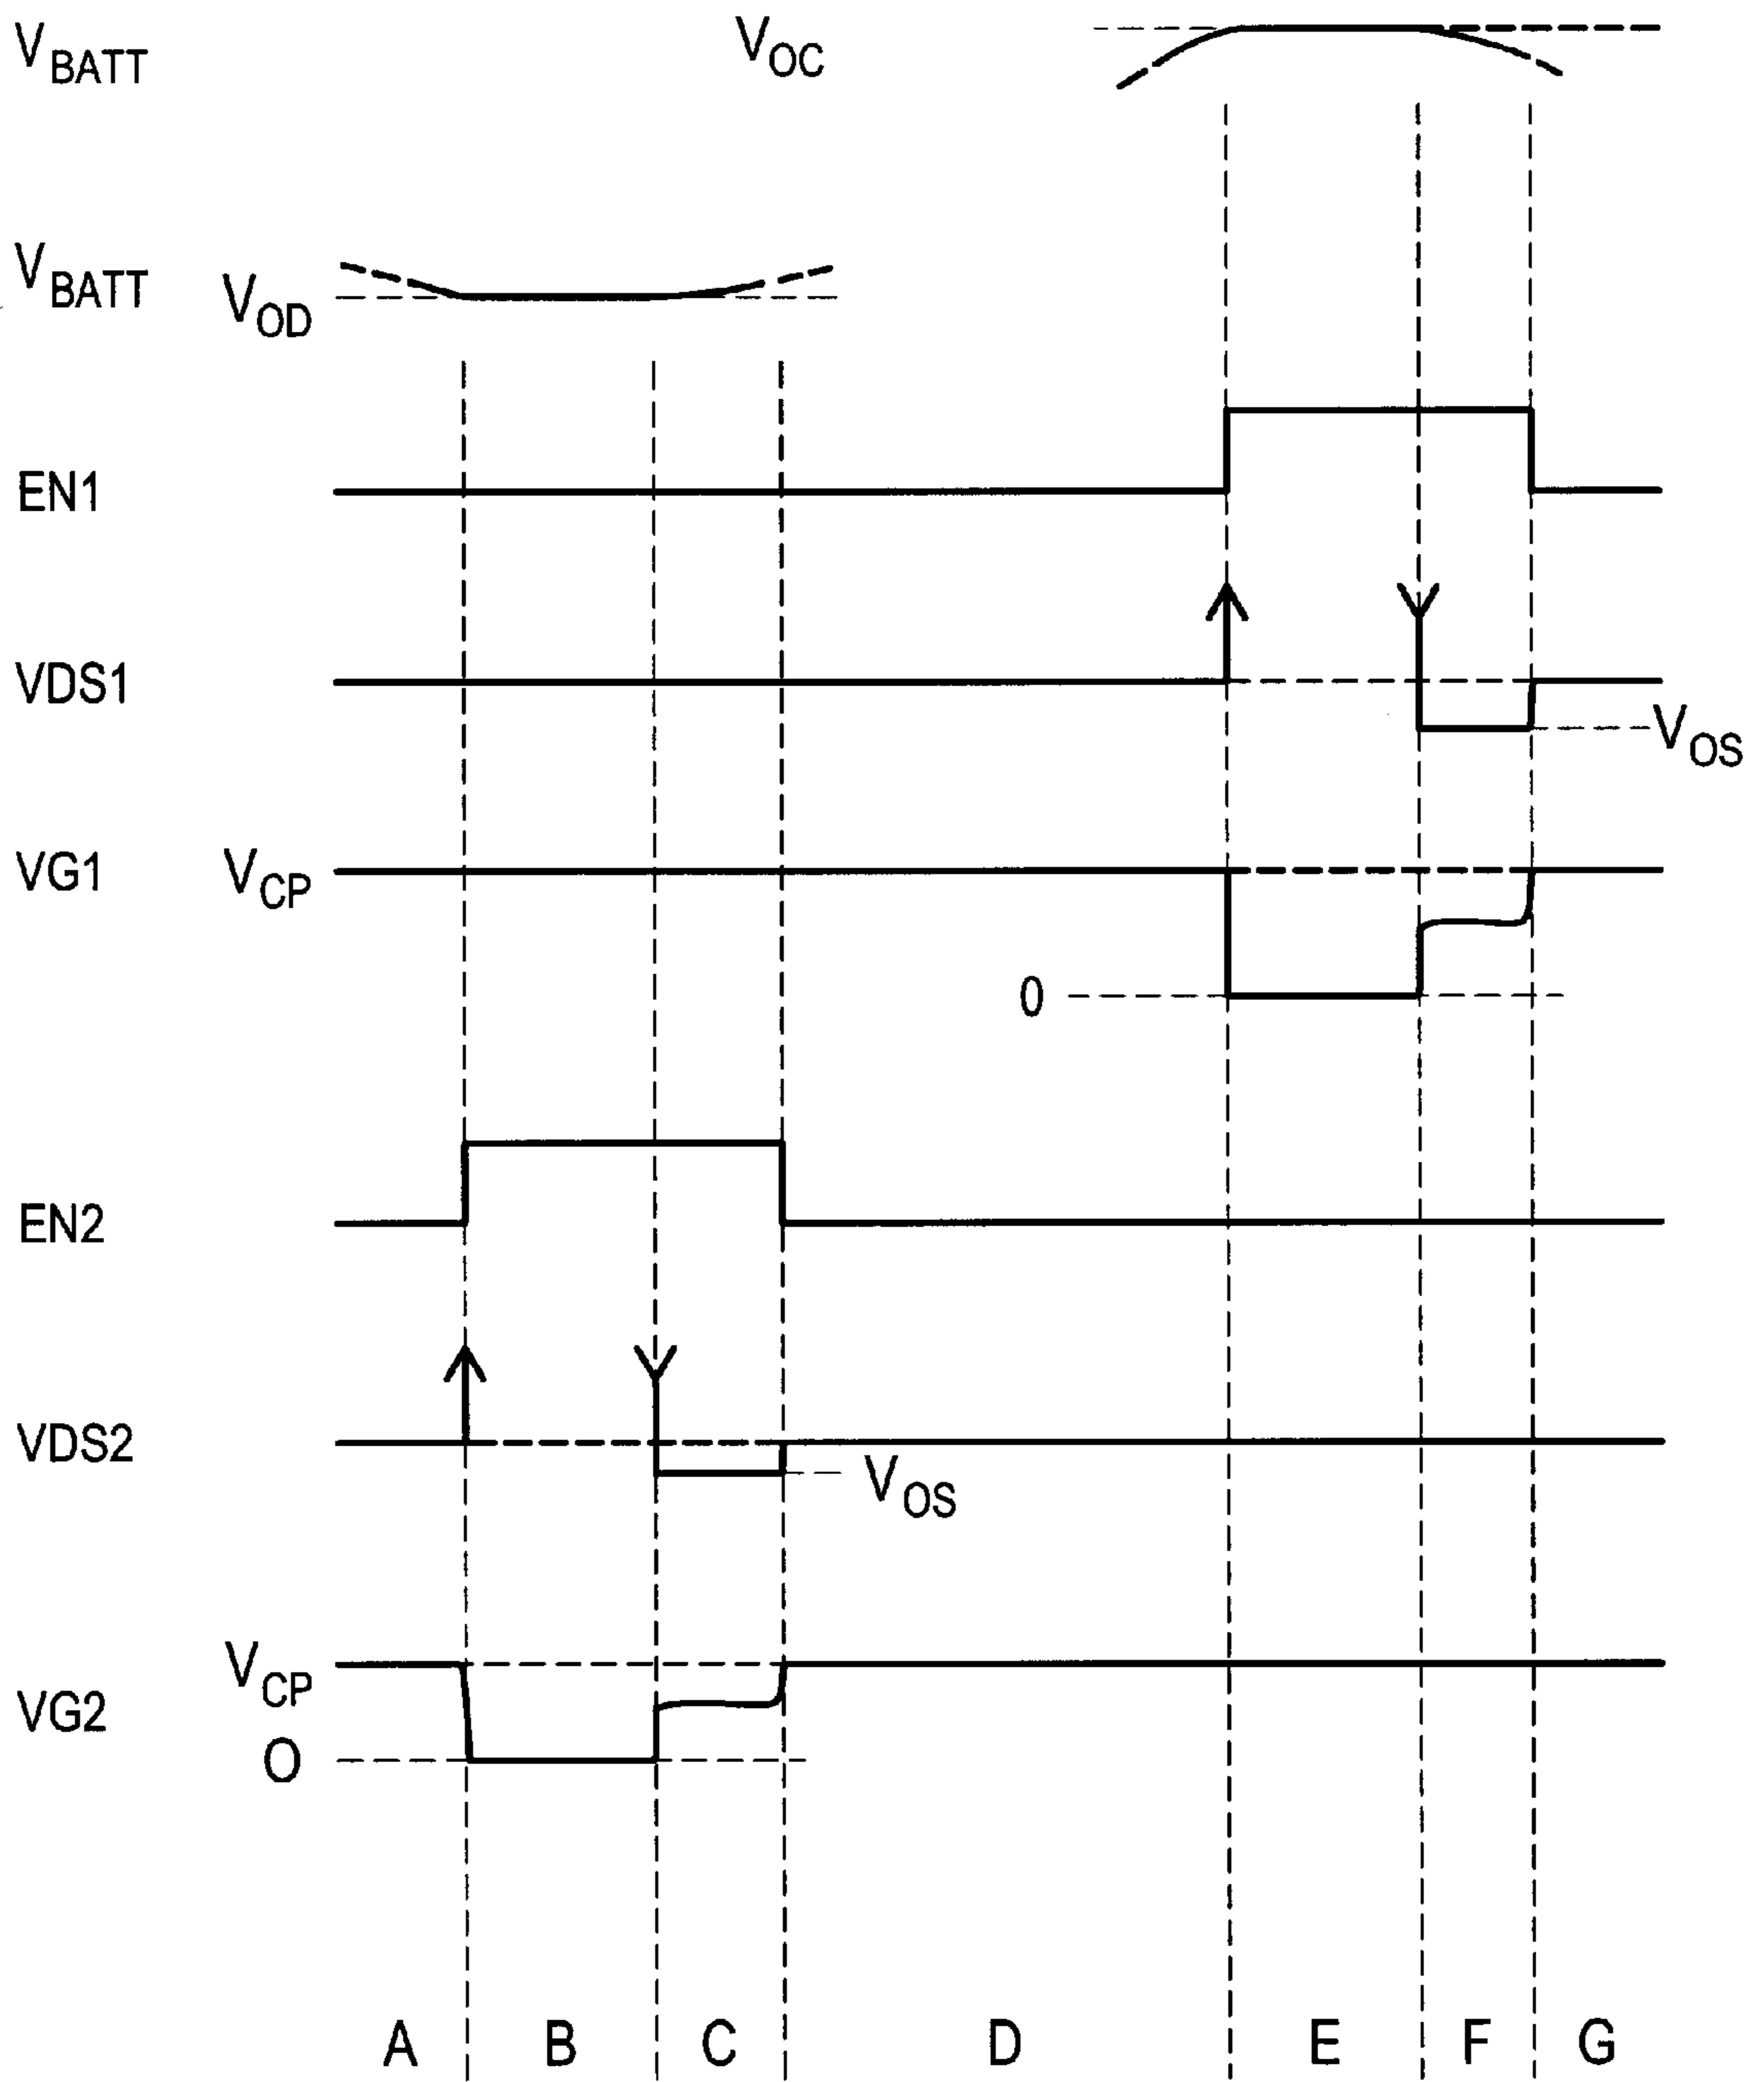 VBATT VOC
VBATT VOD
EN1
VDS1
VOS
VG1 VCP
0
EN2
VDS2
VOS
VCP
VG2
O
A B C D E F G